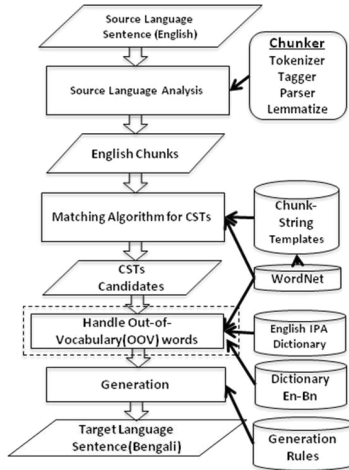 Source Language
Sentence (English)
Chunker
Tokenizer
Tagger
Parser
Lemmatize
Source Language Analysis
English Chunks
Matching Algorithm for CSTs
Chunk-
String
Templates
CSTs
Candidates
WordNet
Handle Out-of-
Vocabulary(OOV) words
English IPA
Dictionary
Generation
Dictionary
En-Bn
Target Language
Sentence(Bengali)
Generation
Rules